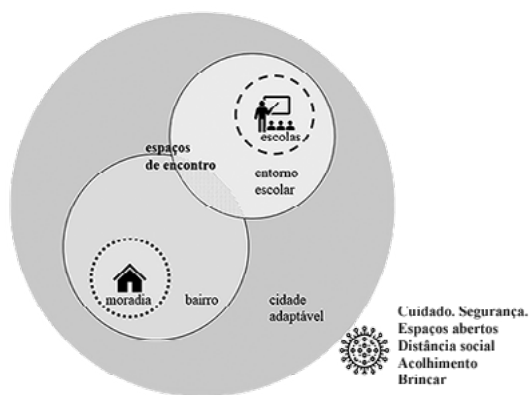 escolas
espaços
de encontro
entorno
escolar
moradia
bairro
cidade
adaptável
Cuidado. Segurança.
Espaços abertos
Distância social
Acolhimento
Brincar